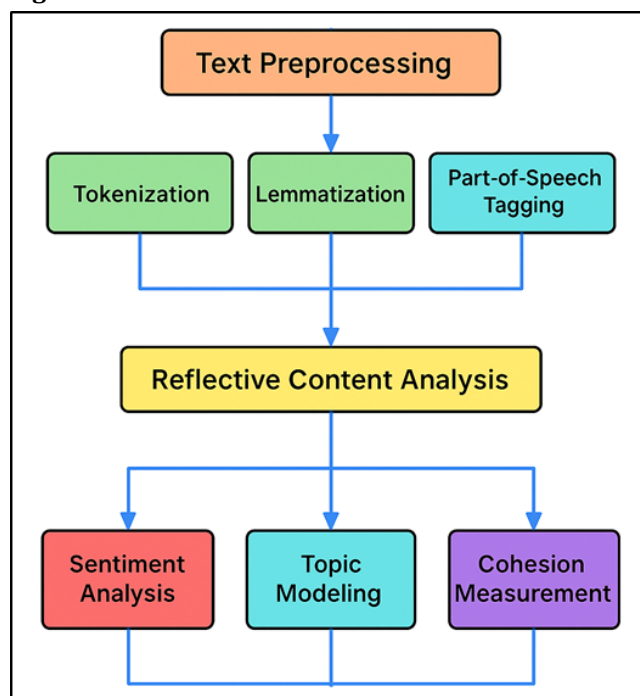 Text Preprocessing
Tokenization
Lemmatization
Part-of-Speech
Tagging
Reflective Content Analysis
Sentiment
Analysis
Topic
Modeling
Cohesion
Measurement